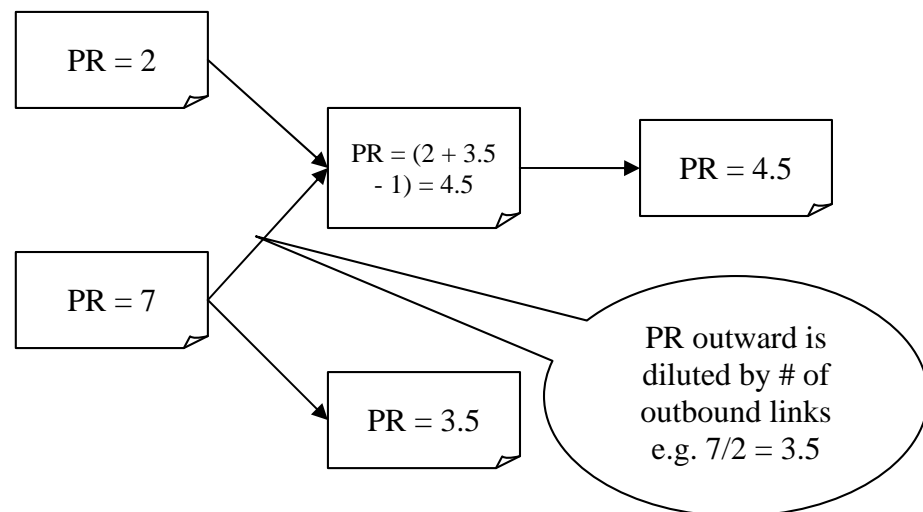 PR = 2
PR = (2 + 3.5
- 1) = 4.5
PR = 4.5
PR = 7
PR = 3.5
PR outward is
diluted by # of
outbound links
e.g. 7/2 = 3.5